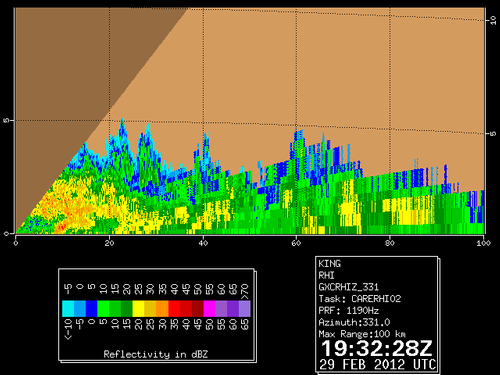 10
5
5
0
0
20
40
60
80
100
-5 0 5 10 15 20 25 30 35 40 45 50 55 60 65 >70
<-10 -5 0 5 10 15 20 25 30 35 40 45 50 55 60 65
Reflectivity in dBZ
KING
RHI
GXCRHIZ_331
Task: CARERHI02
PRF: 1190Hz
Azimuth:331.0
Max Range:100 km
19:32:28Z
29 FEB 2012 UTC